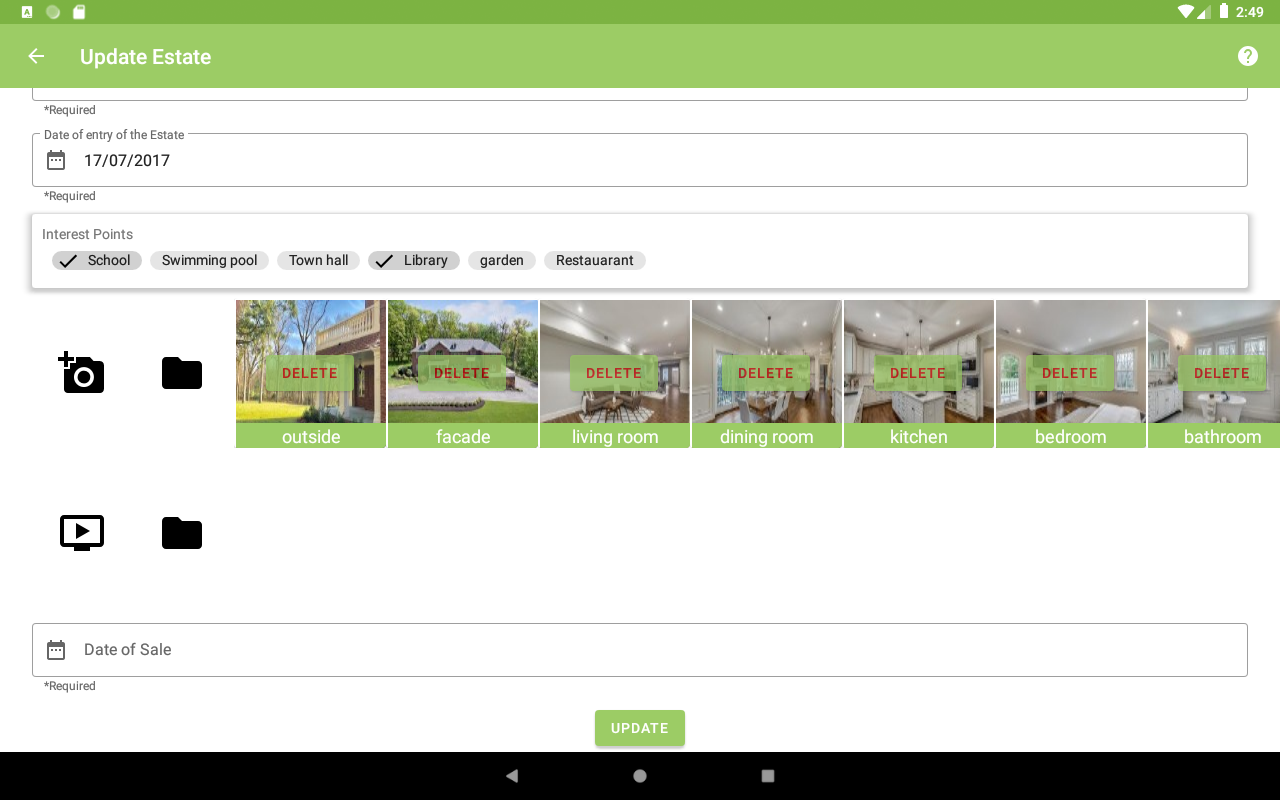 2:49
Update Estate
*Required
Date of entry of the Estate
17/07/2017
*Required
Interest Points
School Swimming pool Town hall Library garden Restauarant
DELETE DELETE DELETE DELETE DELETE DELETE DELETE
outside facade living room dining room kitchen bedroom bathroom
Date of Sale
*Required
UPDATE